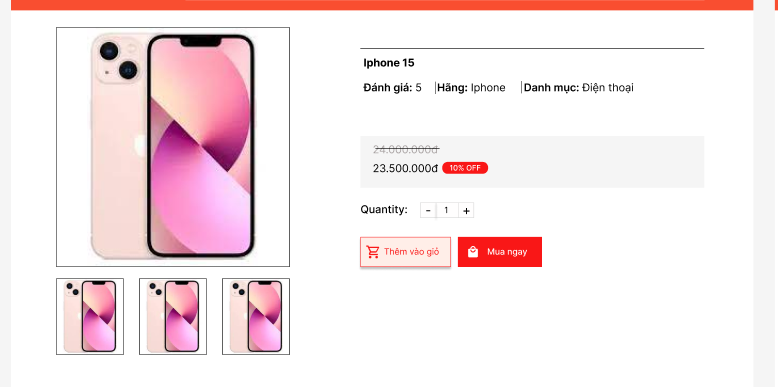 Iphone 15
Đánh giá: 5 |Hãng: Iphone |Danh mục: Điện thoại
24.000.000đ
23.500.000đ 10% OFF
Quantity: - 1 +
Thêm vào giỏ Mua ngay